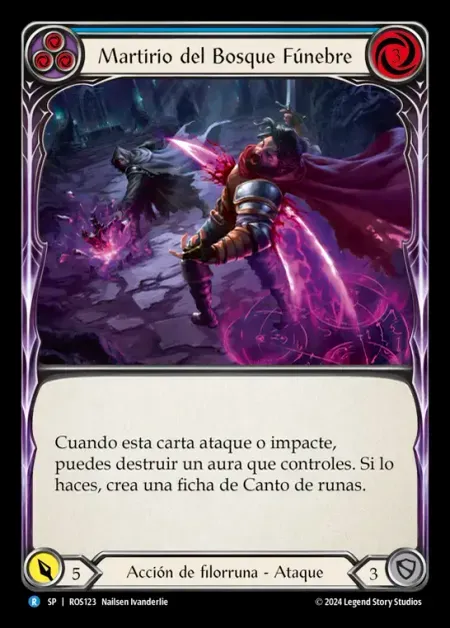 Martirio del Bosque Fúnebre
3
Cuando esta carta ataque o impacte,
puedes destruir un aura que controles. Si lo
haces, crea una ficha de Canto de runas.
5
Acción de filorruna - Ataque
3
R SP | ROS123 Nailsen Ivanderlie
© 2024 Legend Story Studios